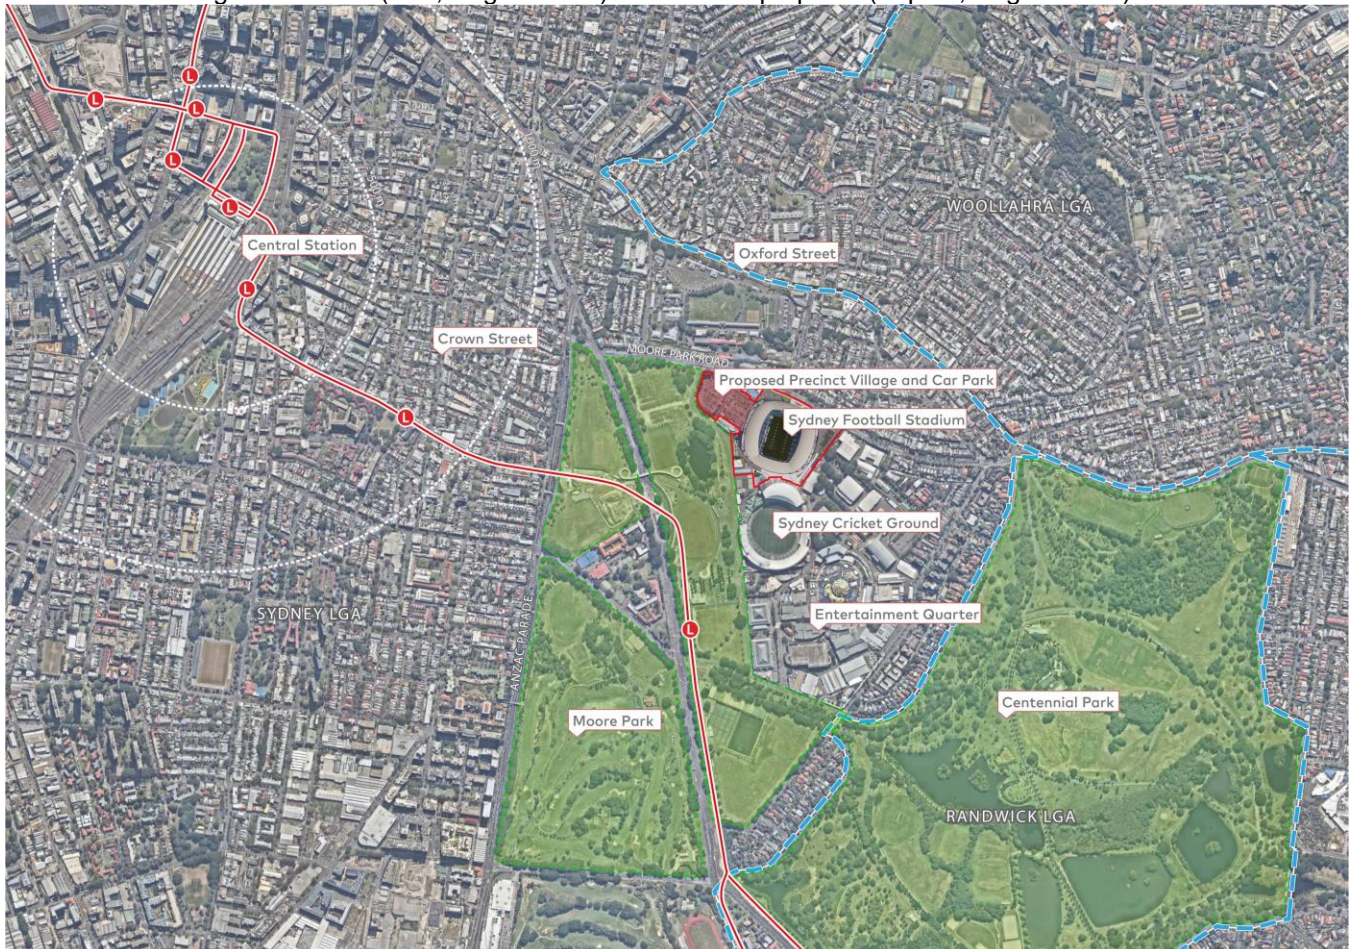 L
L
L
L
500m
WOOLLAHRA LGA
L
Central Station
Oxford Street
L
Crown Street
MOORE PARK ROAD
Proposed Precinct Village and Car Park
L
Sydney Football Stadium
Sydney Cricket Ground
SYDNEY LGA
Entertainment Quarter
L
ANZAC PARADE
Centennial Park
Moore Park
RANDWICK LGA